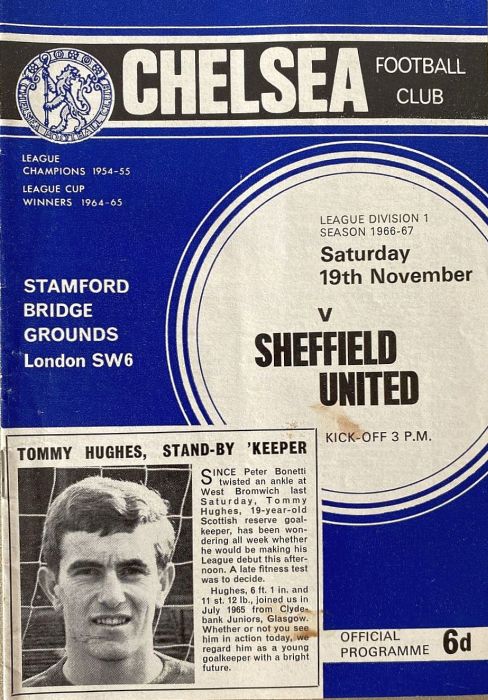 CHELSEA
FOOTBALL
CLUB
LEAGUE
CHAMPIONS 1954-55
LEAGUE CUP
WINNERS 1964-65
LEAGUE DIVISION 1
SEASON 1966-67
Saturday
19th November
v
SHEFFIELD
UNITED
KICK-OFF 3 P.M.
STAMFORD
BRIDGE
GROUNDS
London SW6
TOMMY HUGHES, STAND-BY 'KEEPER
SINCE Peter Bonetti
twisted an ankle at
West Bromwich last
Saturday, Tommy
Hughes, 19-year-old
Scottish reserve goal-
keeper, has been won-
dering all week whether
he would be making his
League debut this after-
noon. A late fitness test
was to decide.
Hughes, 6 ft. 1 in. and
11 st. 12 lb., joined us in
July 1965 from Clyde-
bank Juniors, Glasgow.
Whether or not you see
him in action today, we
regard him as a young
goalkeeper with a bright
future.
OFFICIAL
PROGRAMME 6d